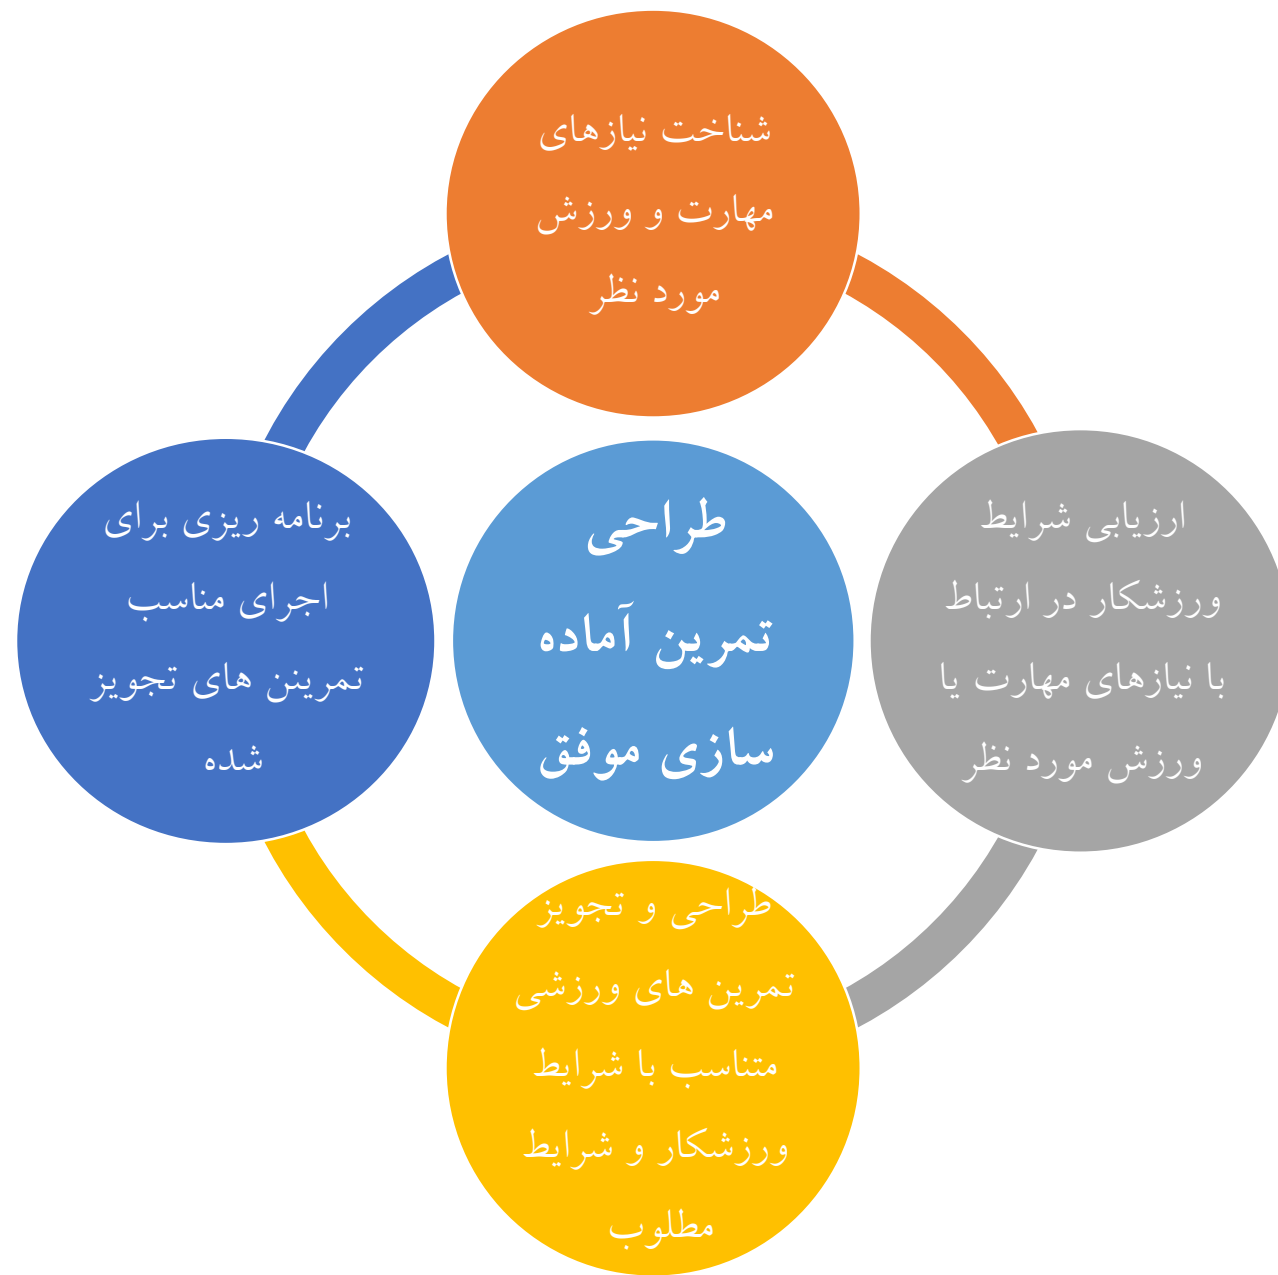 شناخت نیازهای
مهارت و ورزش
مورد نظر
ارزیابی شرایط
ورزشکار در ارتباط
با نیازهای مهارت یا
ورزش مورد نظر
طراحی و تجویز
تمرین های ورزشی
متناسب با شرایط
ورزشکار و شرایط
مطلوب
برنامه ریزی برای
اجرای مناسب
تمرینن های تجویز
شده
طراحی
تمرین آماده
سازی موفق